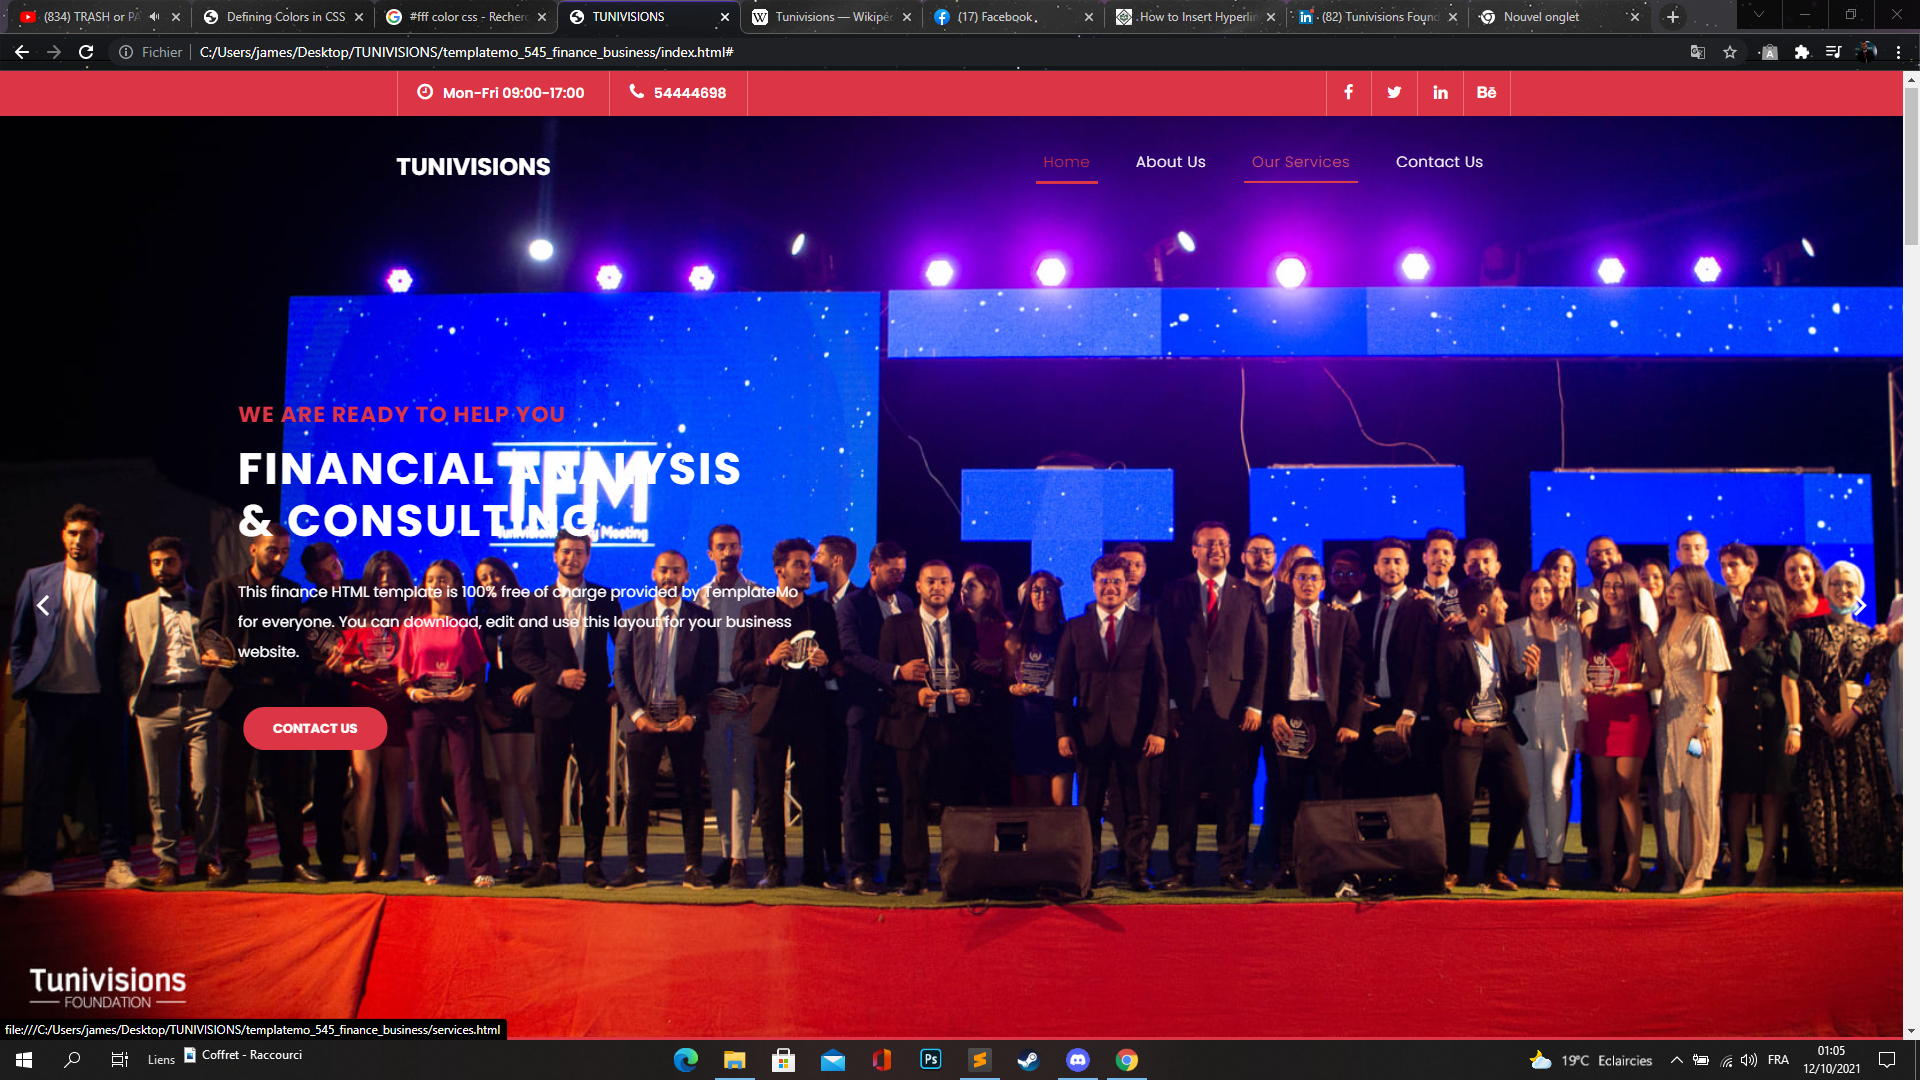 (834) TRASH or PA
Defining Colors in CSS
#fff color css - Recher
TUNIVISIONS
Tunivisions — Wikipé
(17) Facebook
How to Insert Hyperlin
(82) Tunivisions Found
Nouvel onglet
Fichier
C:/Users/james/Desktop/TUNIVISIONS/templatemo_545_finance_business/index.html#
Mon-Fri 09:00-17:00
54444698
TUNIVISIONS
Home
About Us
Our Services
Contact Us
WE ARE READY TO HELP YOU
FINANCIAL ANALYSIS
& CONSULTING
TFM
This finance HTML template is 100% free of charge provided by TemplateMo
for everyone. You can download, edit and use this layout for your business
website.
CONTACT US
Tunivisions
FOUNDATION
file:///C:/Users/james/Desktop/TUNIVISIONS/templatemo_545_finance_business/services.html
Liens
Coffret - Raccourci
Ps
19°C Eclaircies
FRA
01:05
12/10/2021